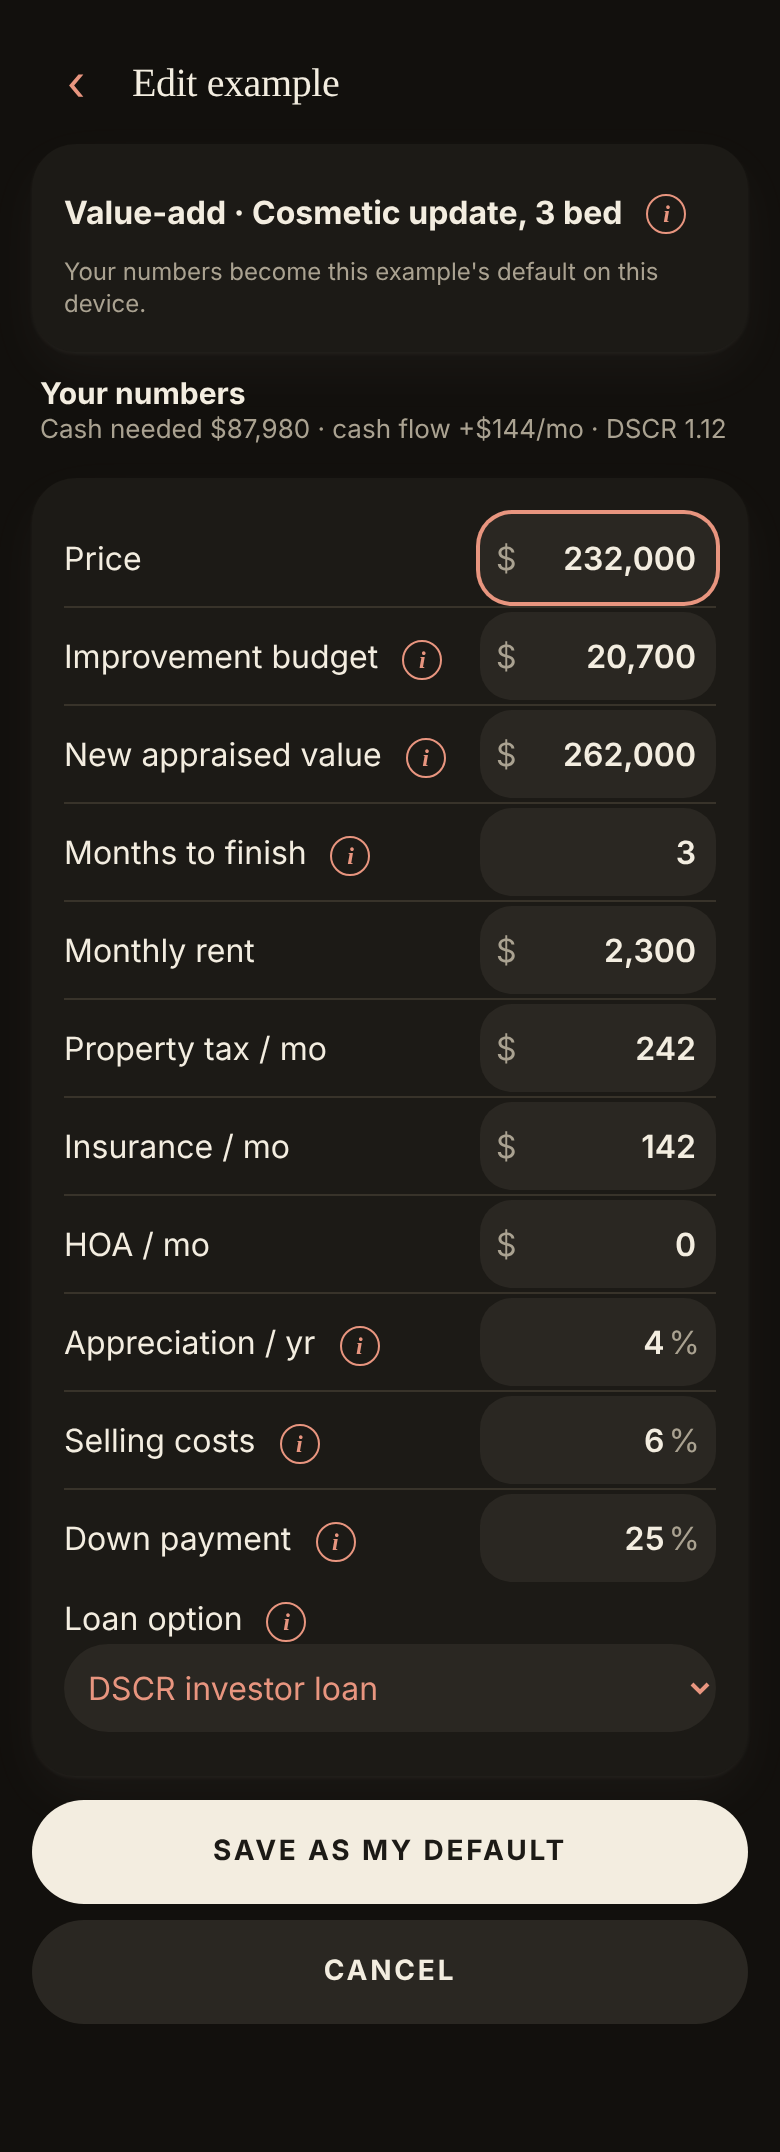 ‹ Edit example
Value-add · Cosmetic update, 3 bed i
Your numbers become this example's default on this
device.
Your numbers
Cash needed $87,980 · cash flow +$144/mo · DSCR 1.12
Price $ 232,000
Improvement budget i $ 20,700
New appraised value i $ 262,000
Months to finish i 3
Monthly rent $ 2,300
Property tax / mo $ 242
Insurance / mo $ 142
HOA / mo $ 0
Appreciation / yr i 4 %
Selling costs i 6 %
Down payment i 25 %
Loan option i
DSCR investor loan
SAVE AS MY DEFAULT
CANCEL